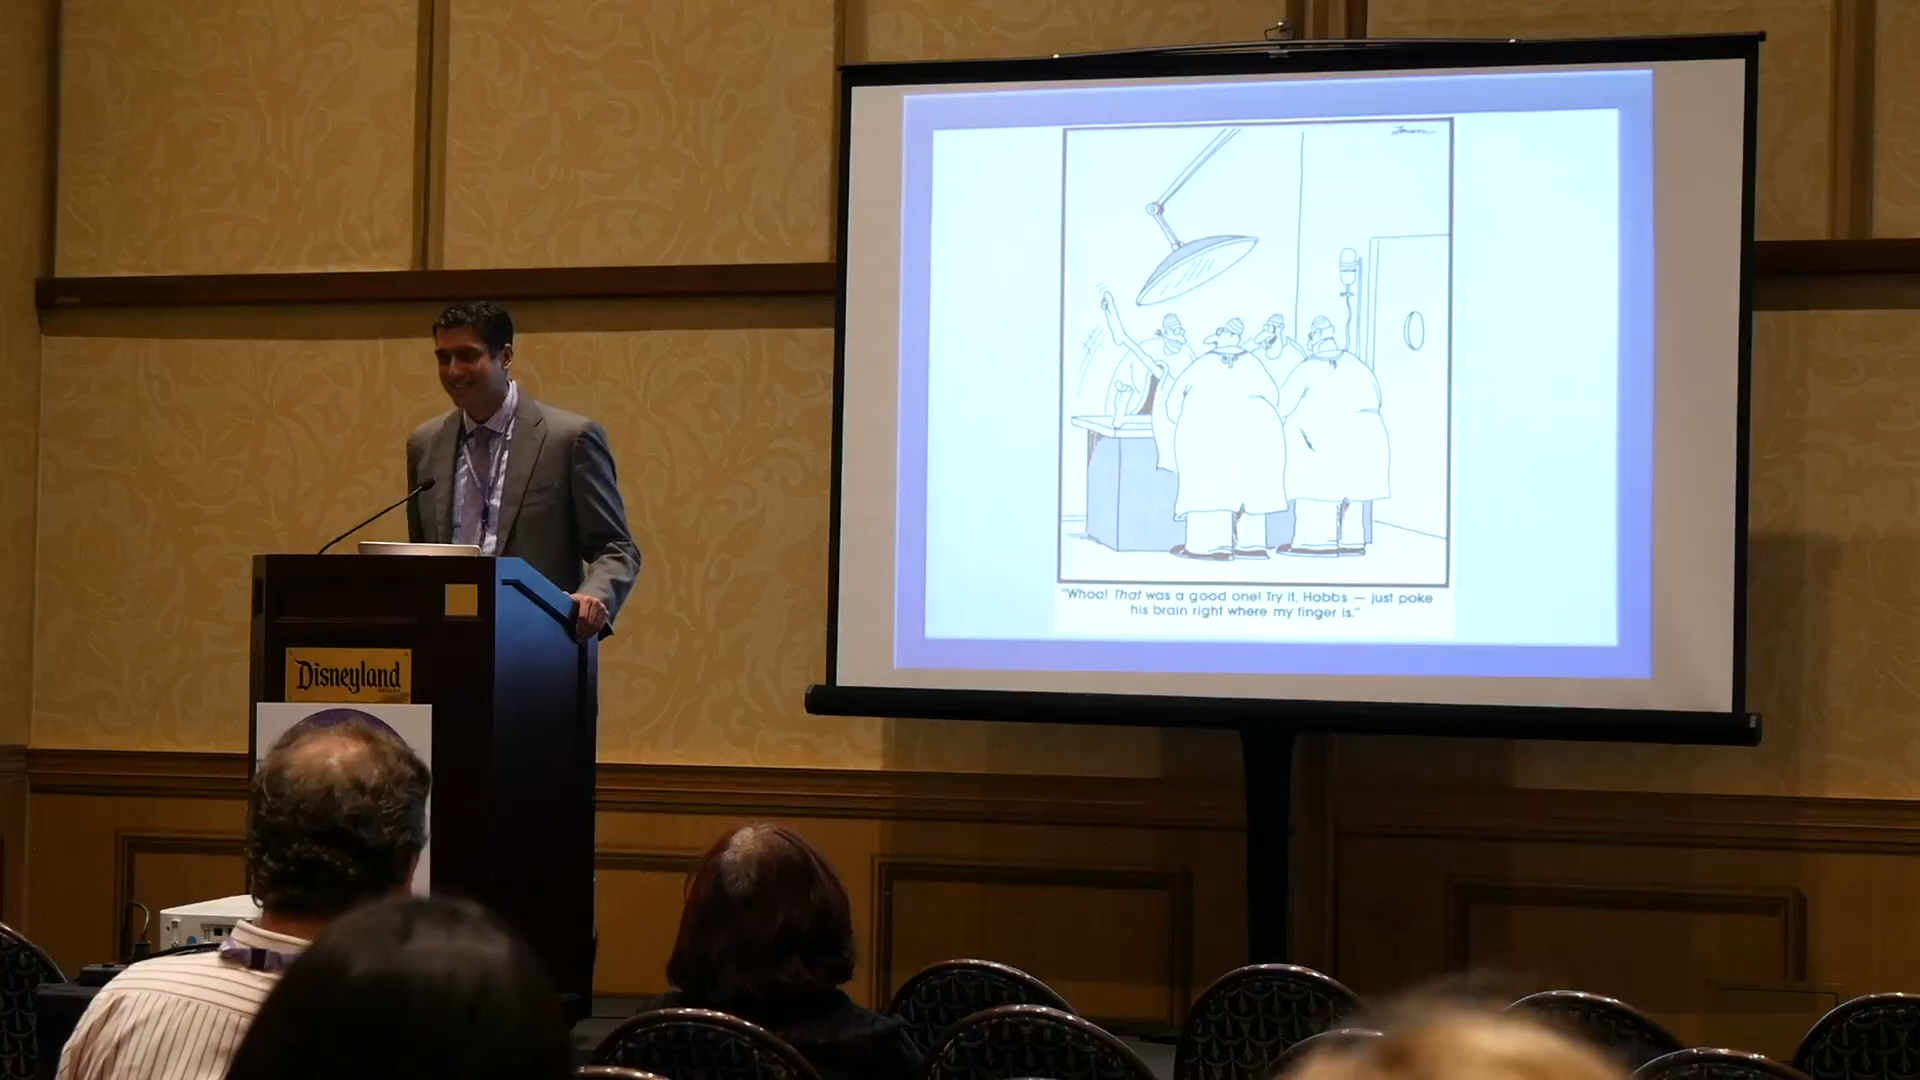 "Whoa! That was a good one! Try it, Hobbs — just poke
his brain right where my finger is."
Disneyland